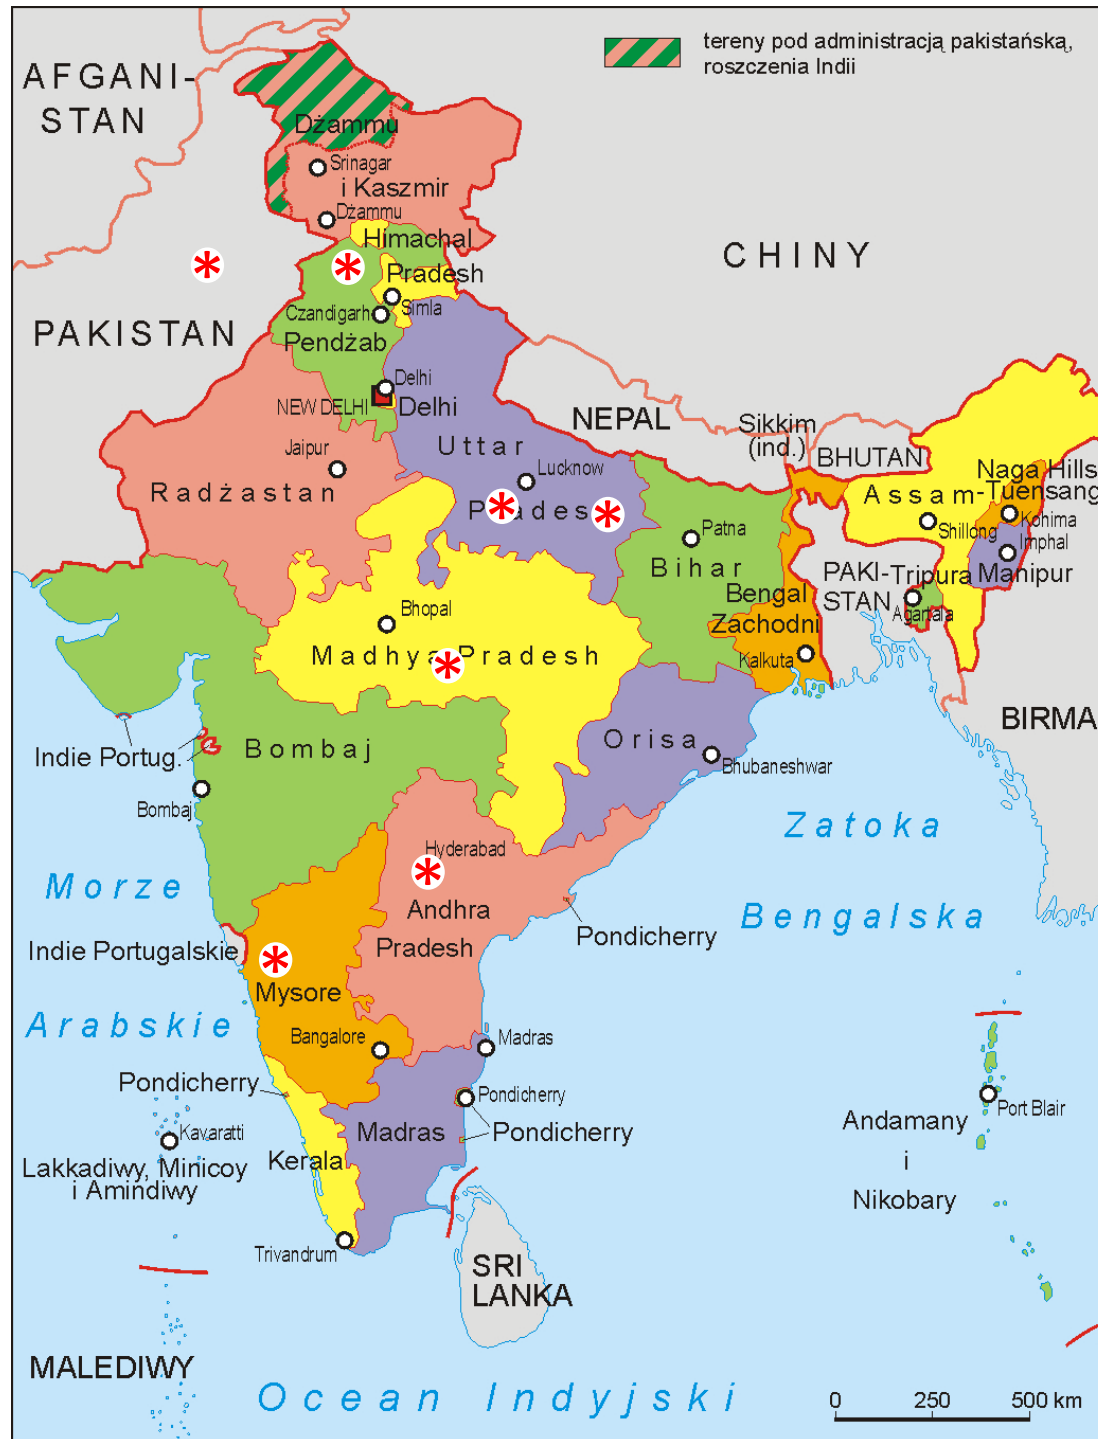 tereny pod administracją pakistańską,
roszczenia Indii
AFGANI-
STAN
Dżammu
Srinagar
i Kaszmir
Dżammu
Himachal
CHINY
Pradesh
Simla
Czandigarh
PAKISTAN
Pendżab
Delhi
NEW DELHI
Delhi
NEPAL
Sikkim
(ind.)
BHUTAN
Uttar
Jaipur
Lucknow
Radżastan
Naga Hills-
Tuensang
Assam
Kohima
Shillong
Imphal
Patna
Bihar
PAKI-
STAN
Tripura
Manipur
Agartala
Bengal
Zachodni
Bhopal
Kalkuta
BIRMA
Orisa
Bhubaneshwar
Indie Portug.
Bombaj
Bombaj
Zatoka
Bengalska
Hyderabad
Andhra
Pradesh
Pondicherry
Morze
Arabskie
Indie Portugalskie
Mysore
Bangalore
Madras
Pondicherry
Pondicherry
Pondicherry
Port Blair
Andamany
i
Nikobary
Kavaratti
Lakkadiwy, Minicoy
i Amindiwy
Kerala
Madras
Trivandrum
SRI
LANKA
MALEDIWY
Ocean Indyjski
0 250 500 km